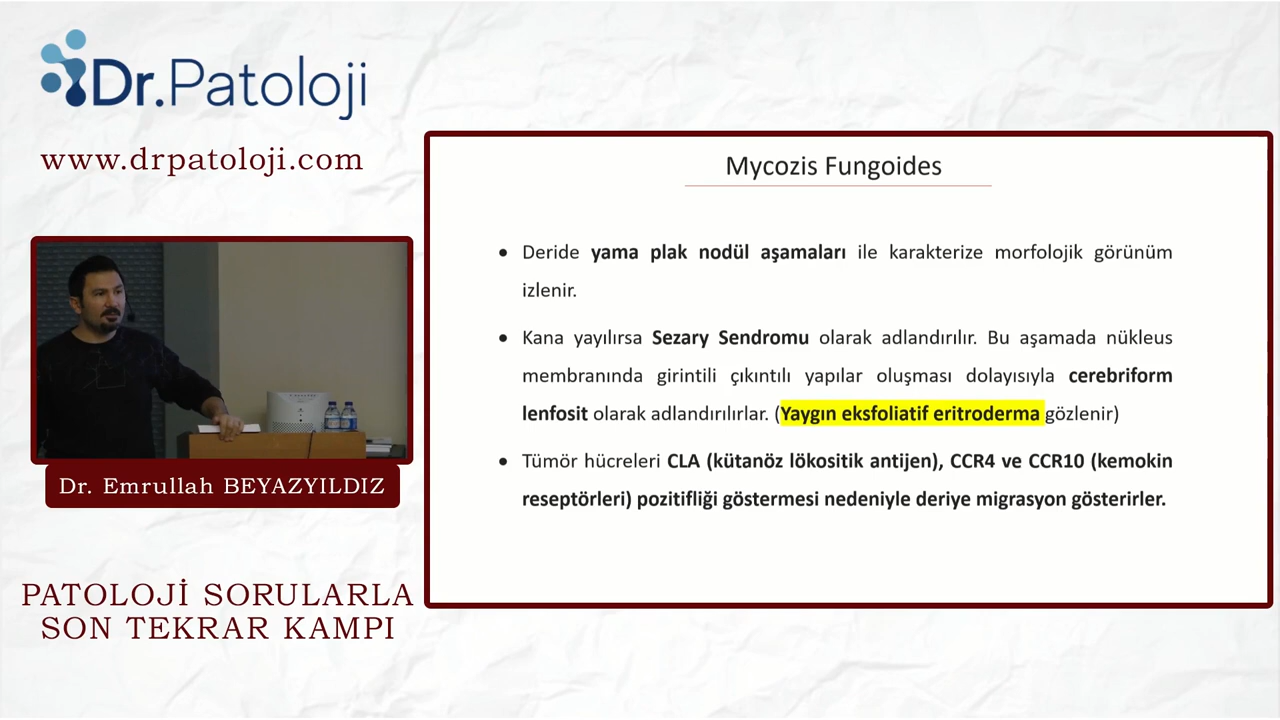 Dr.Patoloji
www.drpatoloji.com
Dr. Emrullah BEYAZYILDIZ
PATOLOJİ SORULARLA
SON TEKRAR KAMPI
Mycozis Fungoides
• Deride yama plak nodül aşamaları ile karakterize morfolojik görünüm
izlenir.
• Kana yayılırsa Sezary Sendromu olarak adlandırılır. Bu aşamada nükleus
membranında girintili çıkıntılı yapılar oluşması dolayısıyla cerebriform
lenfosit olarak adlandırılırlar. (Yaygın eksfoliatif eritroderma gözlenir)
• Tümör hücreleri CLA (kütanöz lökositik antijen), CCR4 ve CCR10 (kemokin
reseptörleri) pozitifliği göstermesi nedeniyle deriye migrasyon gösterirler.